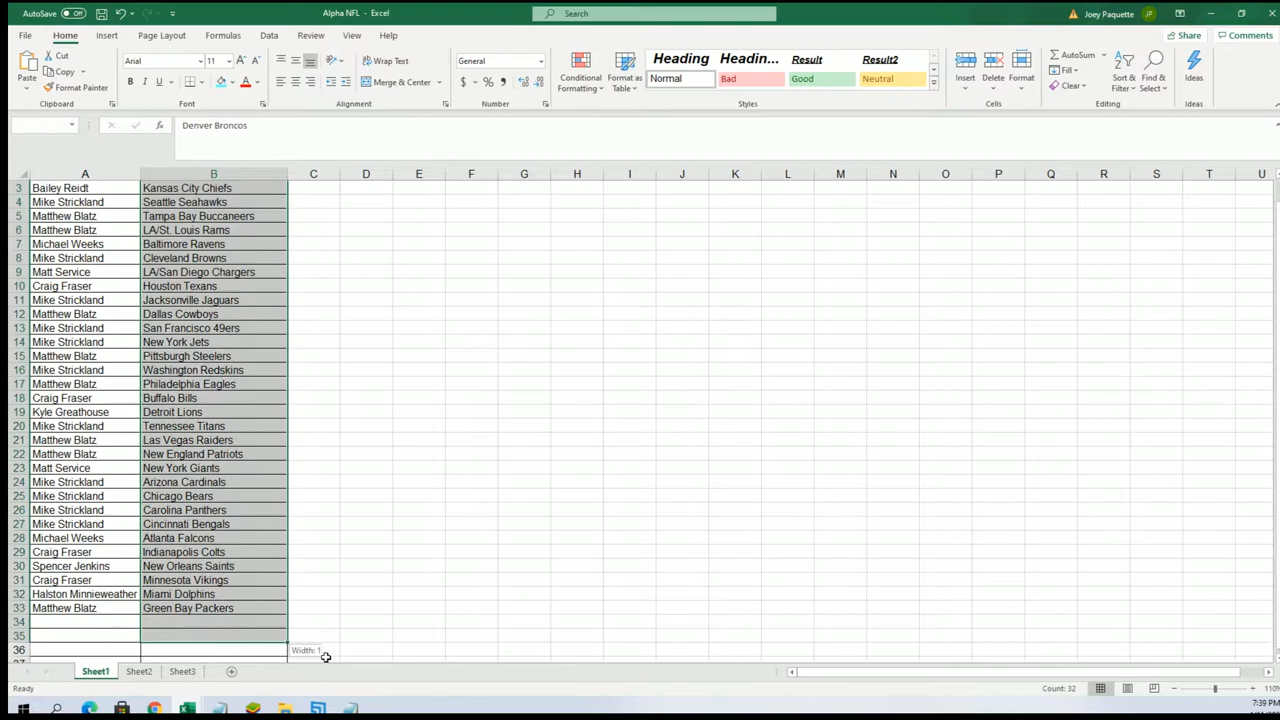 AutoSave Off Alpha NFL - Excel Search Joey Paquette JP
File Home Insert Page Layout Formulas Data Review View Help Share Comments
Paste Cut Copy Format Painter Clipboard
Arial 11 B I U Font
Wrap Text Merge & Center Alignment
General $ % Number
Conditional Formatting Format as Table
Heading Headin... Result Result2
Normal Bad Good Neutral
Styles
Insert Delete Format Cells
AutoSum Fill Clear Sort & Filter Find & Select Editing
Ideas Ideas
fx Denver Broncos
A B C D E F G H I J K L M N O P Q R S T U
3 Bailey Reidt Kansas City Chiefs
4 Mike Strickland Seattle Seahawks
5 Matthew Blatz Tampa Bay Buccaneers
6 Matthew Blatz LA/St. Louis Rams
7 Michael Weeks Baltimore Ravens
8 Mike Strickland Cleveland Browns
9 Matt Service LA/San Diego Chargers
10 Craig Fraser Houston Texans
11 Mike Strickland Jacksonville Jaguars
12 Matthew Blatz Dallas Cowboys
13 Mike Strickland San Francisco 49ers
14 Mike Strickland New York Jets
15 Matthew Blatz Pittsburgh Steelers
16 Mike Strickland Washington Redskins
17 Matthew Blatz Philadelphia Eagles
18 Craig Fraser Buffalo Bills
19 Kyle Greathouse Detroit Lions
20 Mike Strickland Tennessee Titans
21 Matthew Blatz Las Vegas Raiders
22 Matthew Blatz New England Patriots
23 Matt Service New York Giants
24 Mike Strickland Arizona Cardinals
25 Mike Strickland Chicago Bears
26 Mike Strickland Carolina Panthers
27 Mike Strickland Cincinnati Bengals
28 Michael Weeks Atlanta Falcons
29 Craig Fraser Indianapolis Colts
30 Spencer Jenkins New Orleans Saints
31 Craig Fraser Minnesota Vikings
32 Halston Minnieweather Miami Dolphins
33 Matthew Blatz Green Bay Packers
34
35
36 Width: 1
Sheet1 Sheet2 Sheet3
Ready Count: 32 110%
7:39 PM